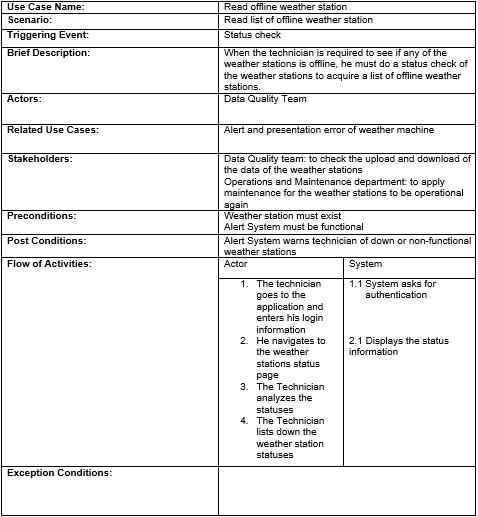 Use Case Name: Read offline weather station
Scenario: Read list of offline weather station
Triggering Event: Status check
Brief Description: When the technician is required to see if any of the
weather stations is offline, he must do a status check of
the weather stations to acquire a list of offline weather
stations.
Actors: Data Quality Team
Related Use Cases: Alert and presentation error of weather machine
Stakeholders: Data Quality team: to check the upload and download of
the data of the weather stations
Operations and Maintenance department: to apply
maintenance for the weather stations to be operational
again
Preconditions: Weather station must exist
Alert System must be functional
Post Conditions: Alert System warns technician of down or non-functional
weather stations
Flow of Activities: Actor System
1. The technician
goes to the
application and
enters his login
information
2. He navigates to
the weather
stations status
page
3. The Technician
analyzes the
statuses
4. The Technician
lists down the
weather station
statuses
1.1 System asks for
authentication
2.1 Displays the status
information
Exception Conditions: